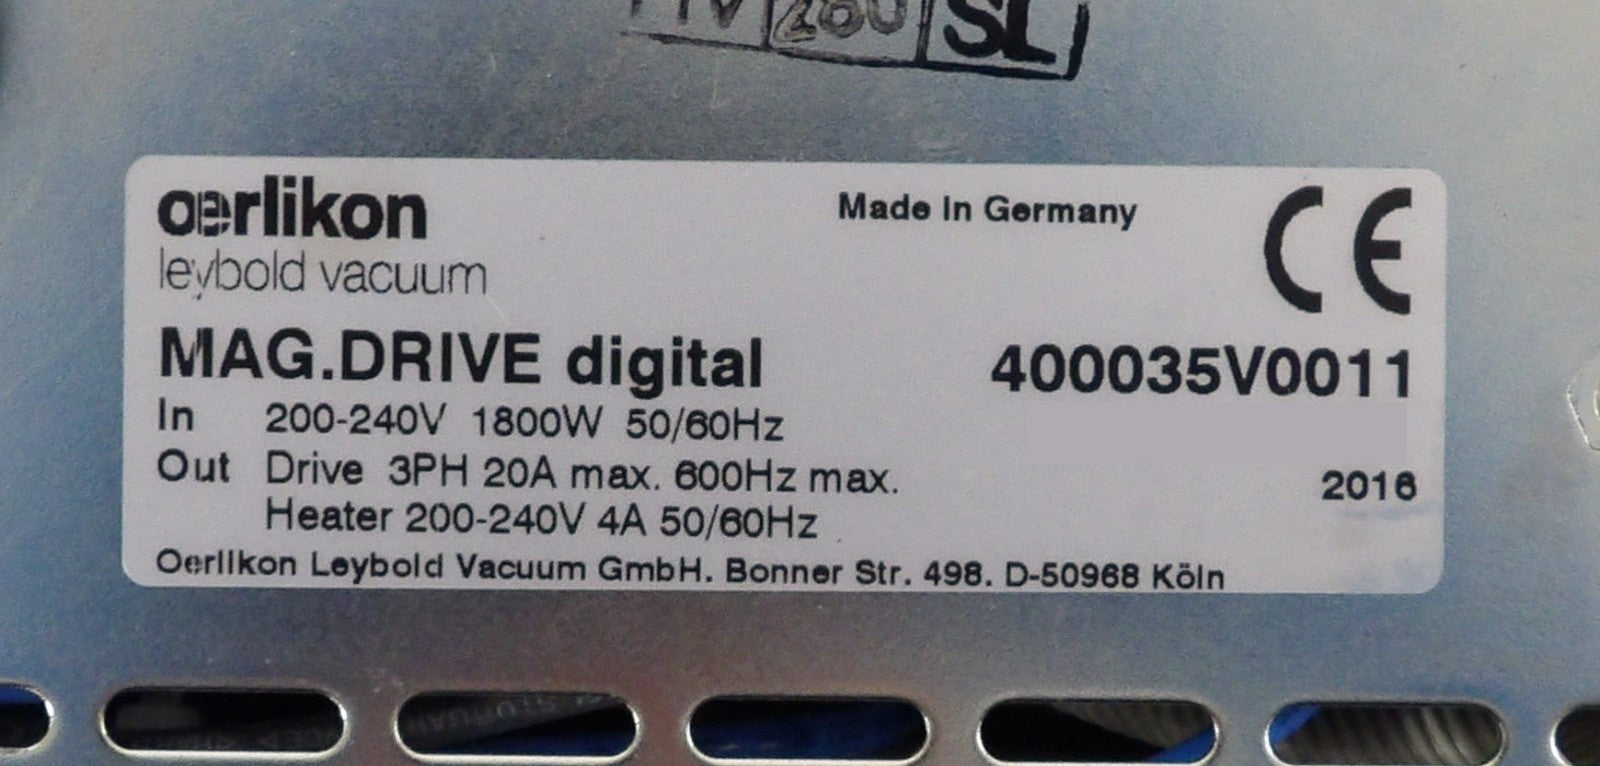 280 SL
oerlikon
leybold vacuum
Made in Germany
CE
MAG.DRIVE digital 400035V0011
In 200-240V 1800W 50/60Hz
Out Drive 3PH 20A max. 600Hz max.
2016
Heater 200-240V 4A 50/60Hz
Oerlikon Leybold Vacuum GmbH. Bonner Str. 498. D-50968 Köln